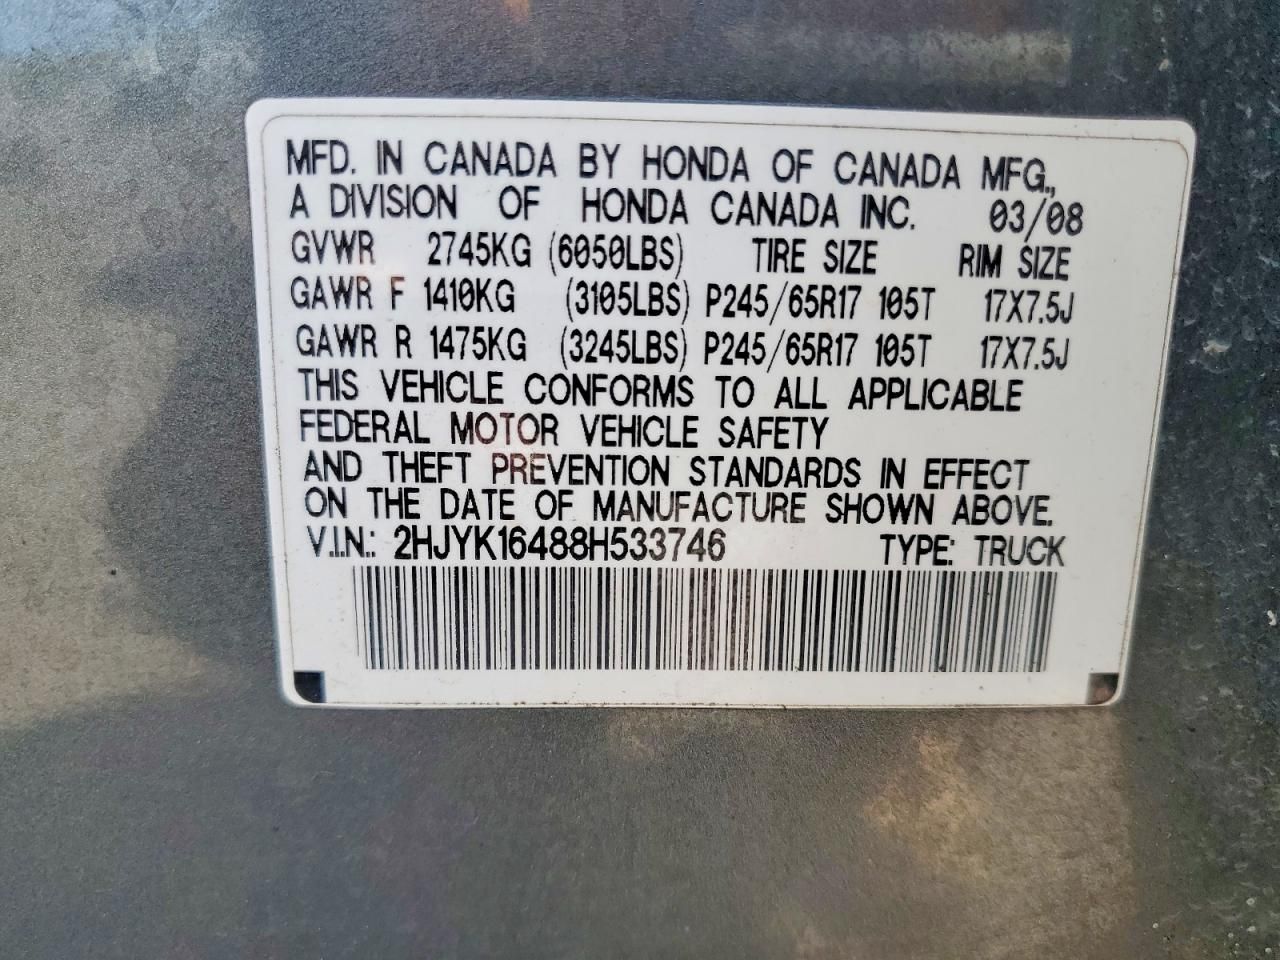 MFD. IN CANADA BY HONDA OF CANADA MFG.,
A DIVISION OF HONDA CANADA INC. 03/08
GVWR 2745KG (6050LBS) TIRE SIZE RIM SIZE
GAWR F 1410KG (3105LBS) P245/65R17 105T 17X7.5J
GAWR R 1475KG (3245LBS) P245/65R17 105T 17X7.5J
THIS VEHICLE CONFORMS TO ALL APPLICABLE
FEDERAL MOTOR VEHICLE SAFETY
AND THEFT PREVENTION STANDARDS IN EFFECT
ON THE DATE OF MANUFACTURE SHOWN ABOVE.
V.I.N.: 2HJYK16488H533746 TYPE: TRUCK